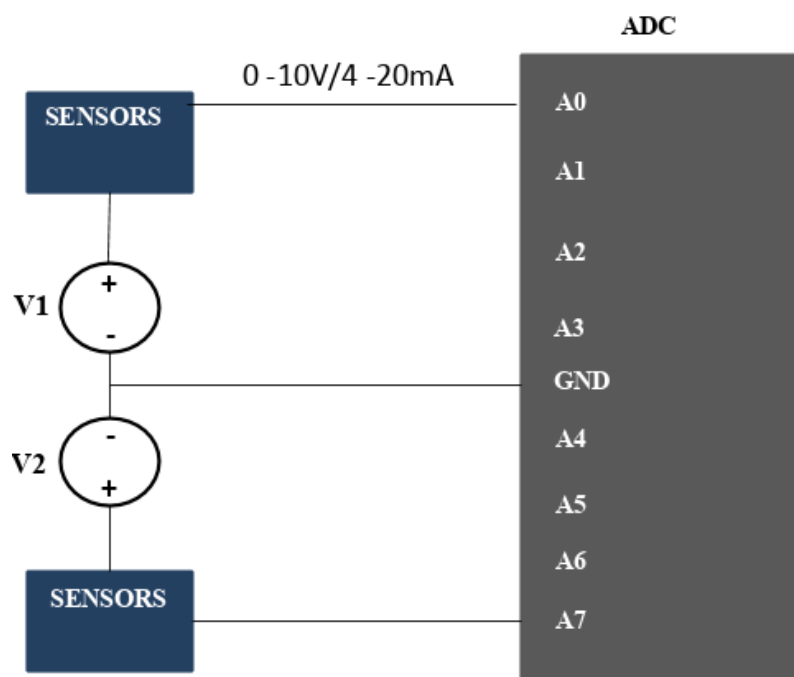 ADC
0 -10V/4 -20mA
SENSORS
A0
A1
A2
+
V1
-
A3
GND
-
A4
V2
+
A5
A6
SENSORS
A7